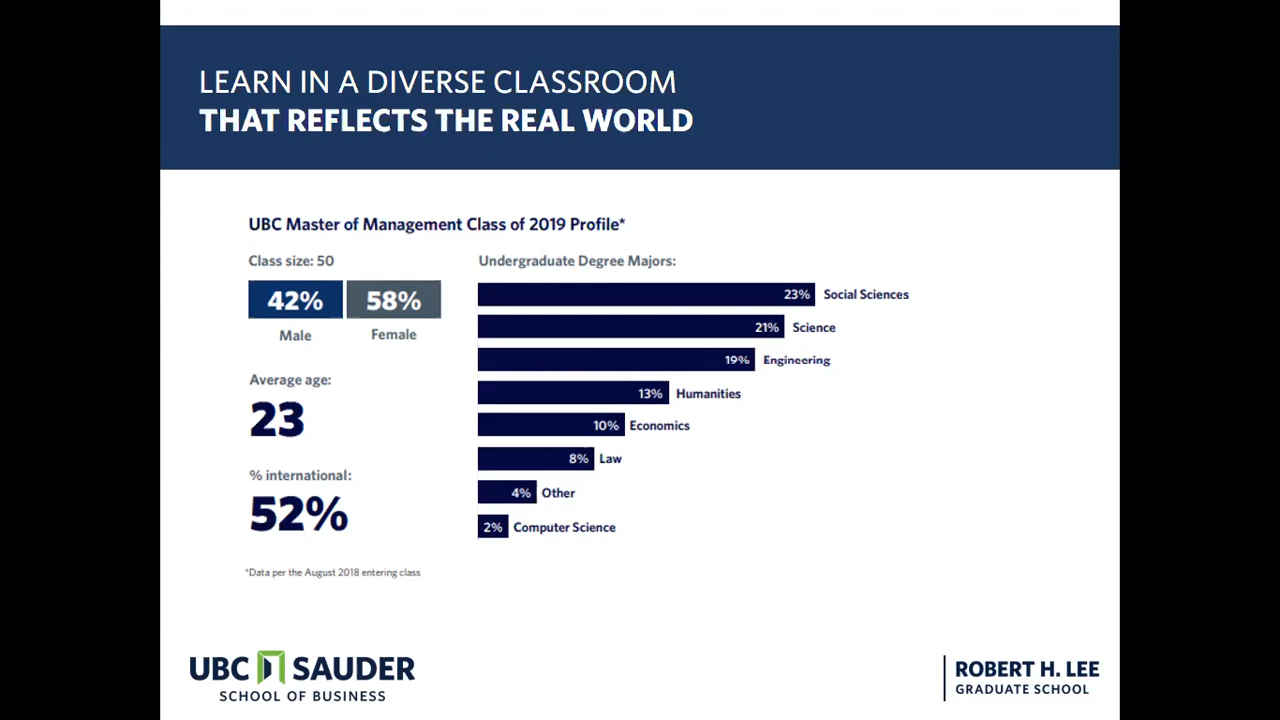 LEARN IN A DIVERSE CLASSROOM
THAT REFLECTS THE REAL WORLD
UBC Master of Management Class of 2019 Profile*
Class size: 50
42% 58%
Male Female
Average age:
23
% international:
52%
*Data per the August 2018 entering class
Undergraduate Degree Majors:
23% Social Sciences
21% Science
19% Engineering
13% Humanities
10% Economics
8% Law
4% Other
2% Computer Science
UBC SAUDER
SCHOOL OF BUSINESS
ROBERT H. LEE
GRADUATE SCHOOL